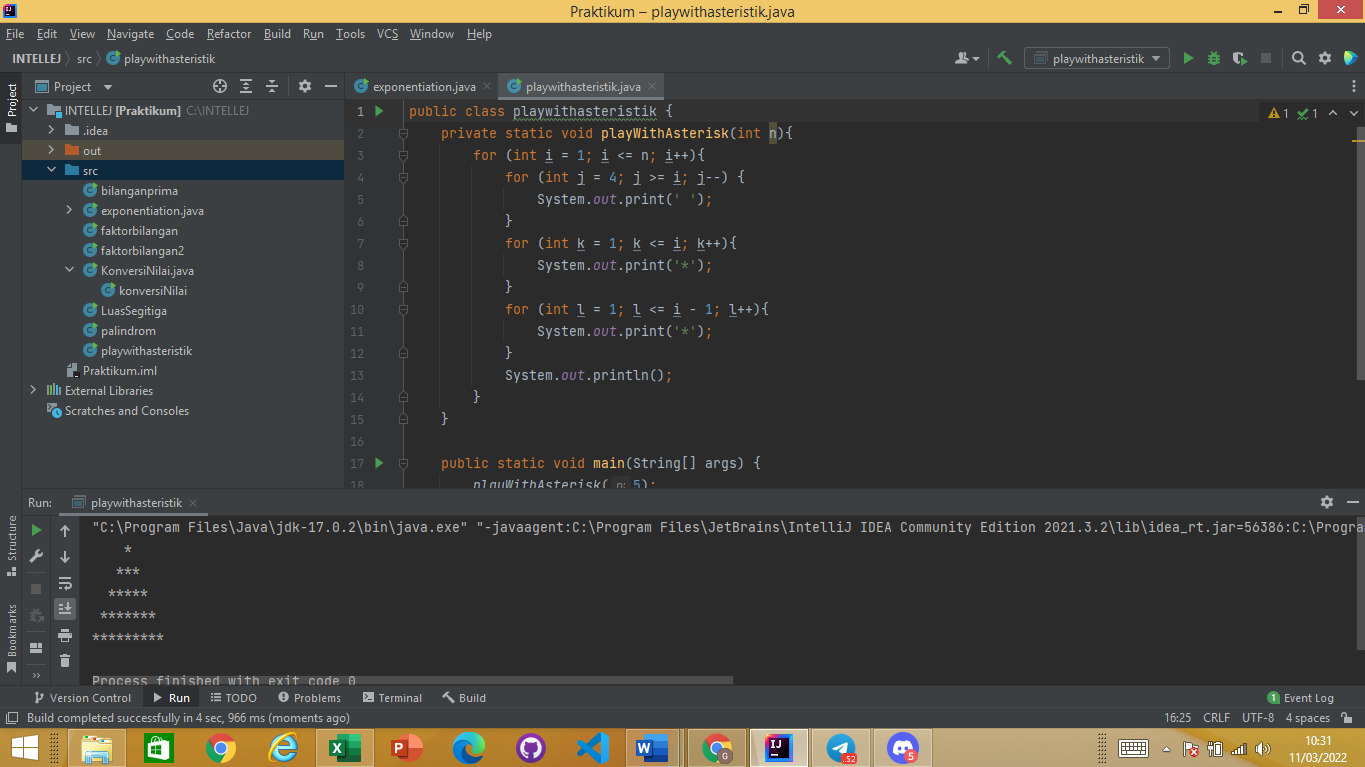 Praktikum – playwithasteristik.java
File Edit View Navigate Code Refactor Build Run Tools VCS Window Help
INTELLEJ src playwithasteristik
playwithasteristik
Project
Project
INTELLEJ [Praktikum] C:\INTELLEJ
.idea
out
src
bilanganprima
exponentiation.java
faktorbilangan
faktorbilangan2
KonversiNilai.java
konversiNilai
LuasSegitiga
palindrom
playwithasteristik
Praktikum.iml
External Libraries
Scratches and Consoles
exponentiation.java playwithasteristik.java
1 public class playwithasteristik { 1 1
2 private static void playWithAsterisk(int n){
3 for (int i = 1; i <= n; i++){
4 for (int j = 4; j >= i; j--) {
5 System.out.print(' ');
6 }
7 for (int k = 1; k <= i; k++){
8 System.out.print('*');
9 }
10 for (int l = 1; l <= i - 1; l++){
11 System.out.print('*');
12 }
13 System.out.println();
14 }
15 }
16
17 public static void main(String[] args) {
18 playWithAsterisk( n: 5);
Run: playwithasteristik
"C:\Program Files\Java\jdk-17.0.2\bin\java.exe" "-javaagent:C:\Program Files\JetBrains\IntelliJ IDEA Community Edition 2021.3.2\lib\idea_rt.jar=56386:C:\Progra
*
***
*****
*******
*********
Process finished with exit code 0
Structure
Bookmarks
Version Control Run TODO Problems Terminal Build 1 Event Log
Build completed successfully in 4 sec, 966 ms (moments ago) 16:25 CRLF UTF-8 4 spaces
10:31
11/03/2022
52
5
G